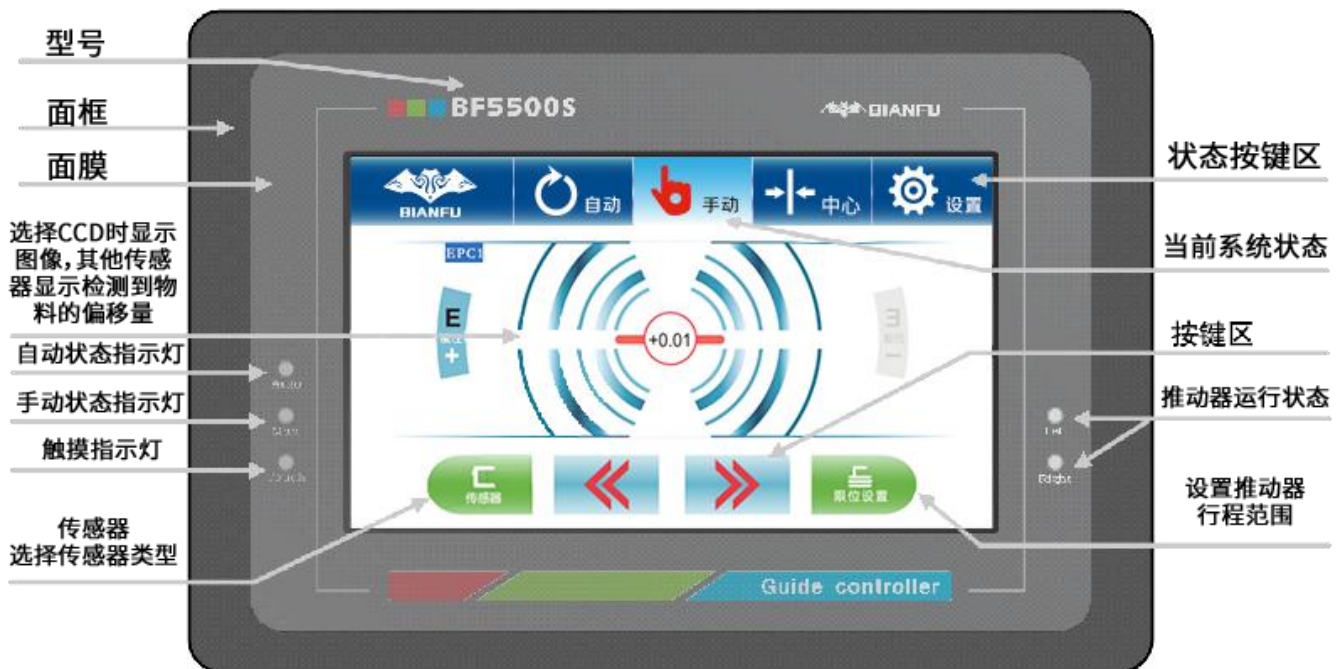 型号
面框
面膜
选择CCD时显示
图像，其他传感
器显示检测到物
料的偏移量
自动状态指示灯
手动状态指示灯
触摸指示灯
传感器
选择传感器类型
BF5500S
BIANFU
BIANFU
自动
手动
中心
设置
EPC1
E
+
+0.01
E
传感器
限位设置
Touch
Right
Guide controller
状态按键区
当前系统状态
按键区
推动器运行状态
设置推动器
行程范围